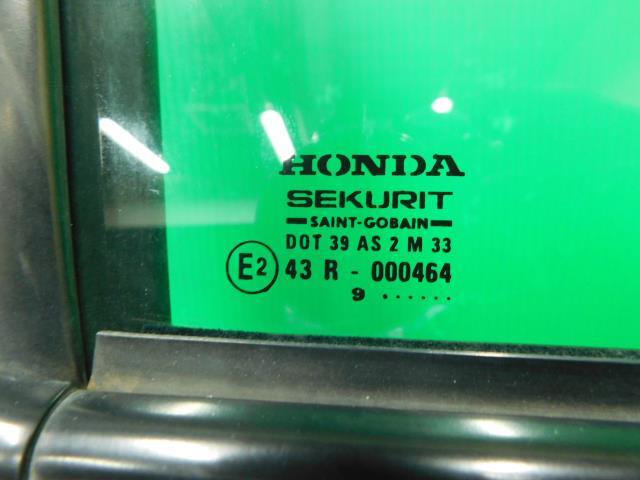 HONDA
SEKURIT
SAINT-GOBAIN
DOT 39 AS 2 M 33
E2 43 R - 000464
9 ......